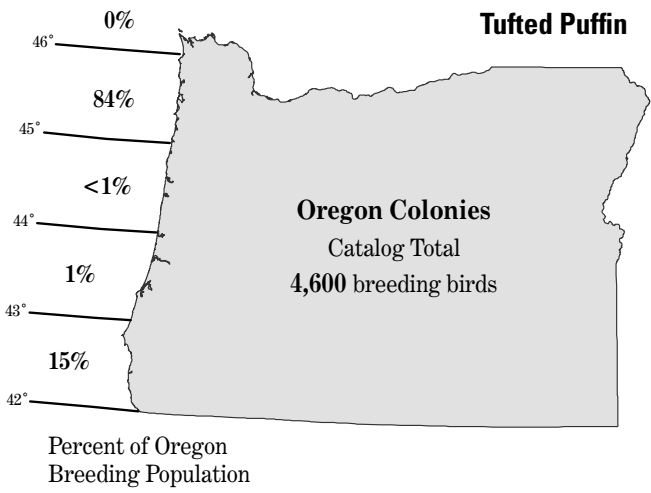 0%
Tufted Puffin
46°
84%
45°
<1%
Oregon Colonies
44°
Catalog Total
1%
4,600 breeding birds
43°
15%
42°
Percent of Oregon
Breeding Population